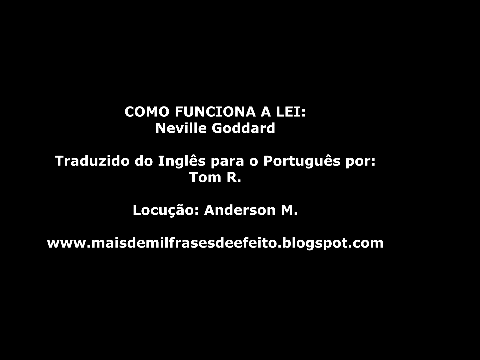 COMO FUNCIONA A LEI:
Neville Goddard
Traduzido do Inglês para o Português por:
Tom R.
Locução: Anderson M.
www.maisdemilfrasesdeefeito.blogspot.com